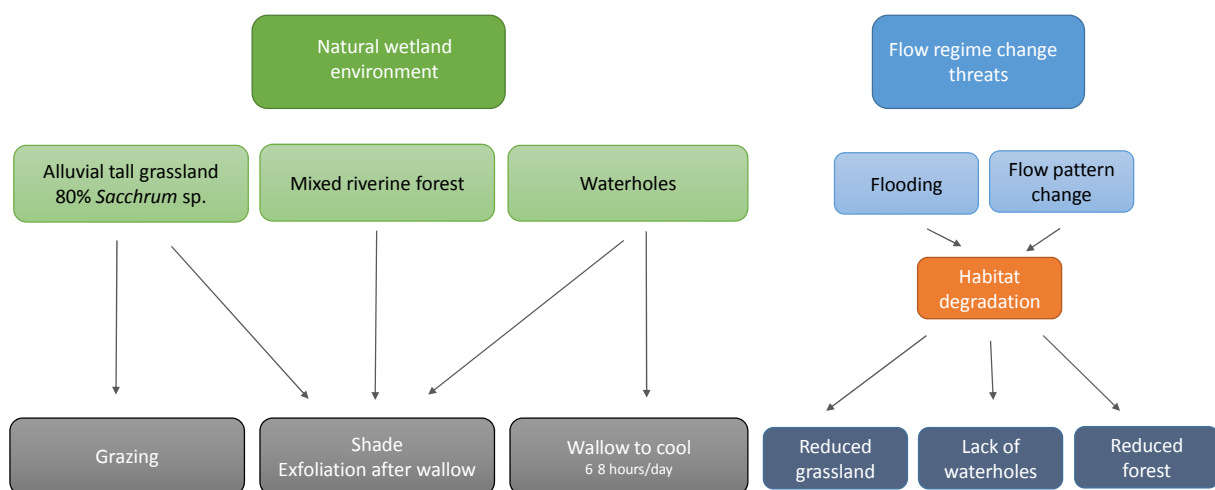 Natural wetland
environment
Flow regime change
threats
Alluvial tall grassland
80% Sacchrum sp.
Mixed riverine forest
Waterholes
Flooding
Flow pattern
change
Habitat
degradation
Grazing
Shade
Exfoliation after wallow
Wallow to cool
6 8 hours/day
Reduced
grassland
Lack of
waterholes
Reduced
forest